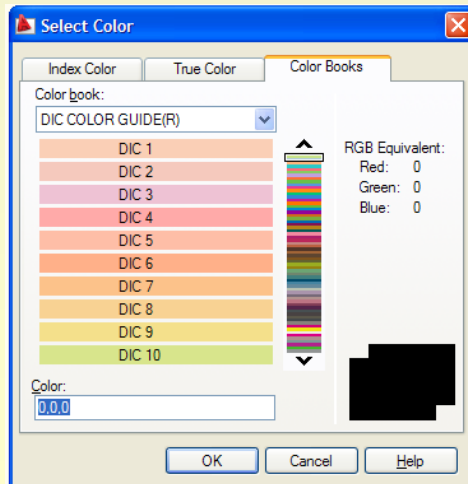 Select Color
Index Color True Color Color Books
Color book:
DIC COLOR GUIDE(R)
DIC 1
DIC 2
DIC 3
DIC 4
DIC 5
DIC 6
DIC 7
DIC 8
DIC 9
DIC 10
RGB Equivalent:
Red: 0
Green: 0
Blue: 0
Color:
0,0,0
OK Cancel Help